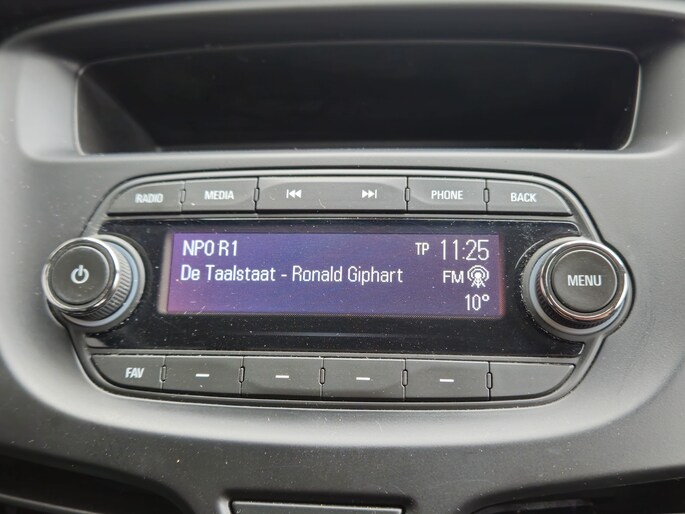 RADIO MEDIA PHONE BACK
NPO R1 TP 11:25
De Taalstaat - Ronald Giphart FM
10°
MENU
FAV